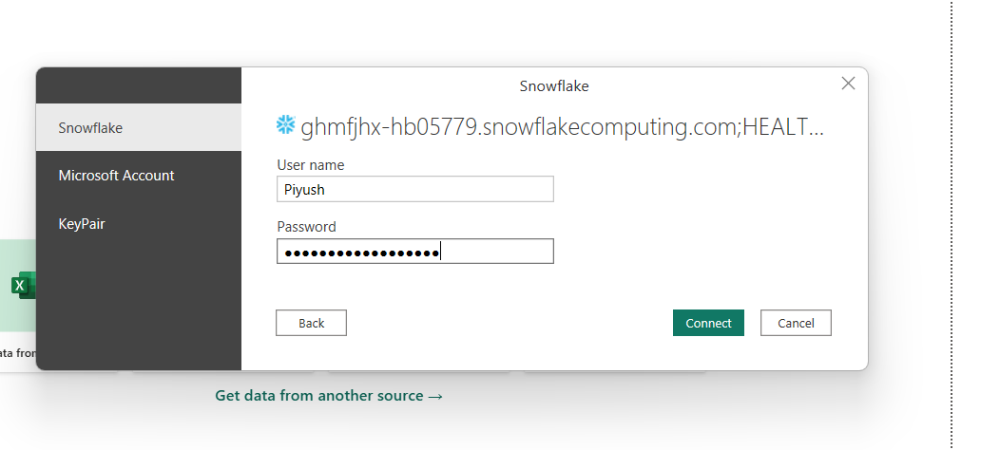 Snowflake
Snowflake
Microsoft Account
KeyPair
ghmfjhx-hb05779.snowflakecomputing.com;HEALT...
User name
Piyush
Password
●●●●●●●●●●●●●●●●●●
Back
Connect
Cancel
X
ata from
Get data from another source →